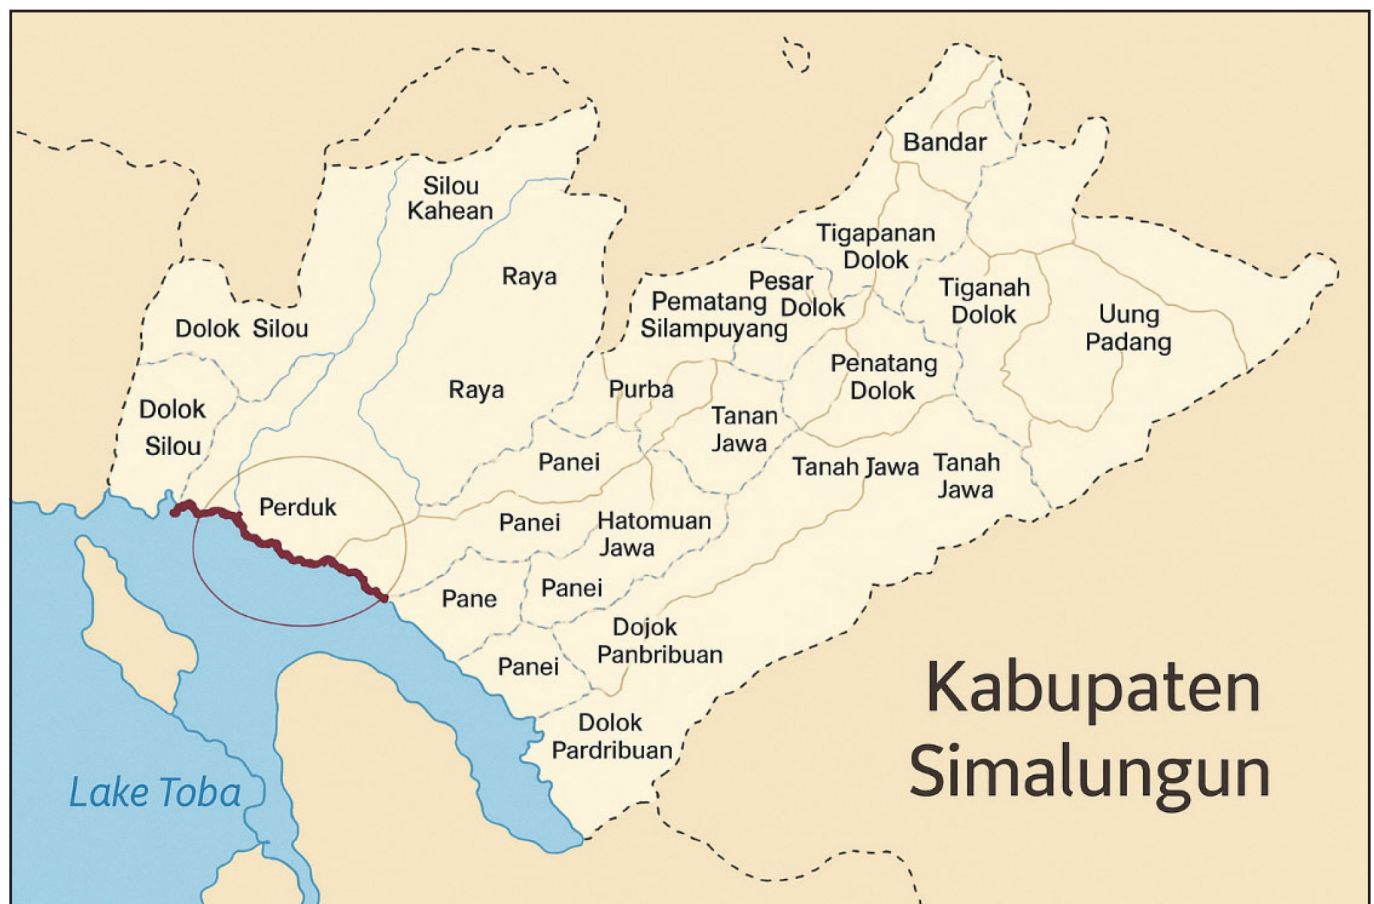 Bandar
Silou
Kahean
Tigapanan
Dolok
Raya
Pesar
Dolok
Pematang
Silampuyang
Tiganah
Dolok
Uung
Padang
Dolok Silou
Penatang
Dolok
Raya
Purba
Dolok
Silou
Tanan
Jawa
Panei
Tanah Jawa
Tanah
Jawa
Perduk
Panei
Hatomuan
Jawa
Pane
Panei
Dojok
Panbribuan
Panei
Dolok
Pardribuan
Kabupaten
Simalungun
Lake Toba